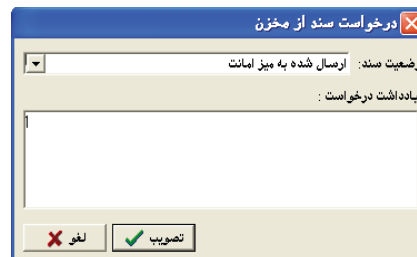 درخواست سند از مخزن
وضعیت سند: ارسال شده به میز امانت
یادداشت درخواست :
تصویب
لغو